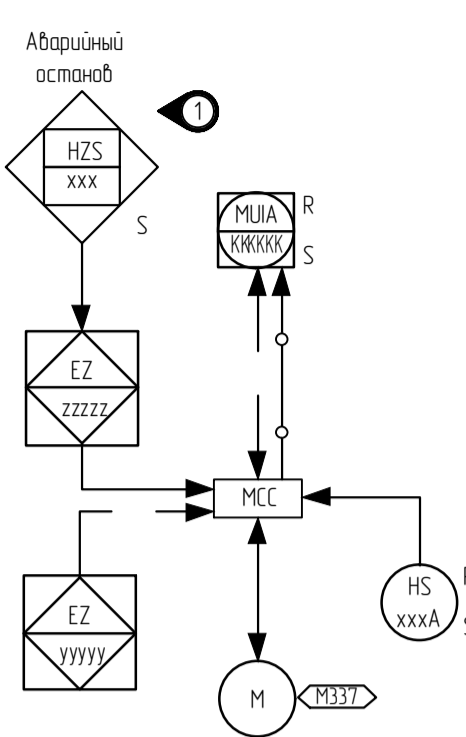 Аварийный
останов
1
HZS
xxx
S
MUIA
KKKKKK
R
S
EZ
zzzzz
MCC
HS
xxxA
EZ
yyyyy
M
M337